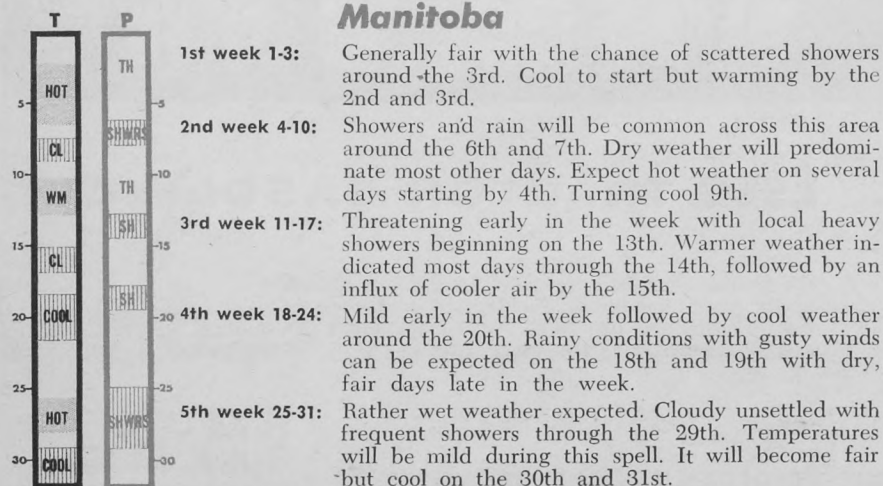 T P
Manitoba
1st week 1-3: Generally fair with the chance of scattered showers
around the 3rd. Cool to start but warming by the
2nd and 3rd.
2nd week 4-10: Showers and rain will be common across this area
around the 6th and 7th. Dry weather will predomi-
nate most other days. Expect hot weather on several
days starting by 4th. Turning cool 9th.
3rd week 11-17: Threatening early in the week with local heavy
showers beginning on the 13th. Warmer weather in-
dicated most days through the 14th, followed by an
influx of cooler air by the 15th.
4th week 18-24: Mild early in the week followed by cool weather
around the 20th. Rainy conditions with gusty winds
can be expected on the 18th and 19th with dry,
fair days late in the week.
5th week 25-31: Rather wet weather expected. Cloudy unsettled with
frequent showers through the 29th. Temperatures
will be mild during this spell. It will become fair
but cool on the 30th and 31st.
TH
HOT
5- -5
SHWRS
CL
10- -10
TH
WM
SH
15- -15
CL
SH
20- COOL -20
25- -25
HOT SHWRS
30- COOL -30